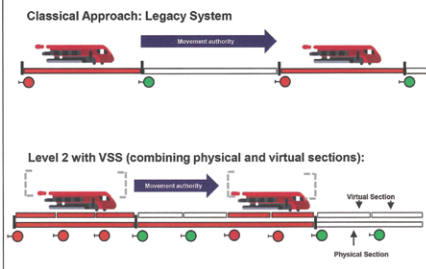 Classical Approach: Legacy System
Movement authority
Level 2 with VSS (combining physical and virtual sections):
Movement authority
Virtual Section
Physical Section